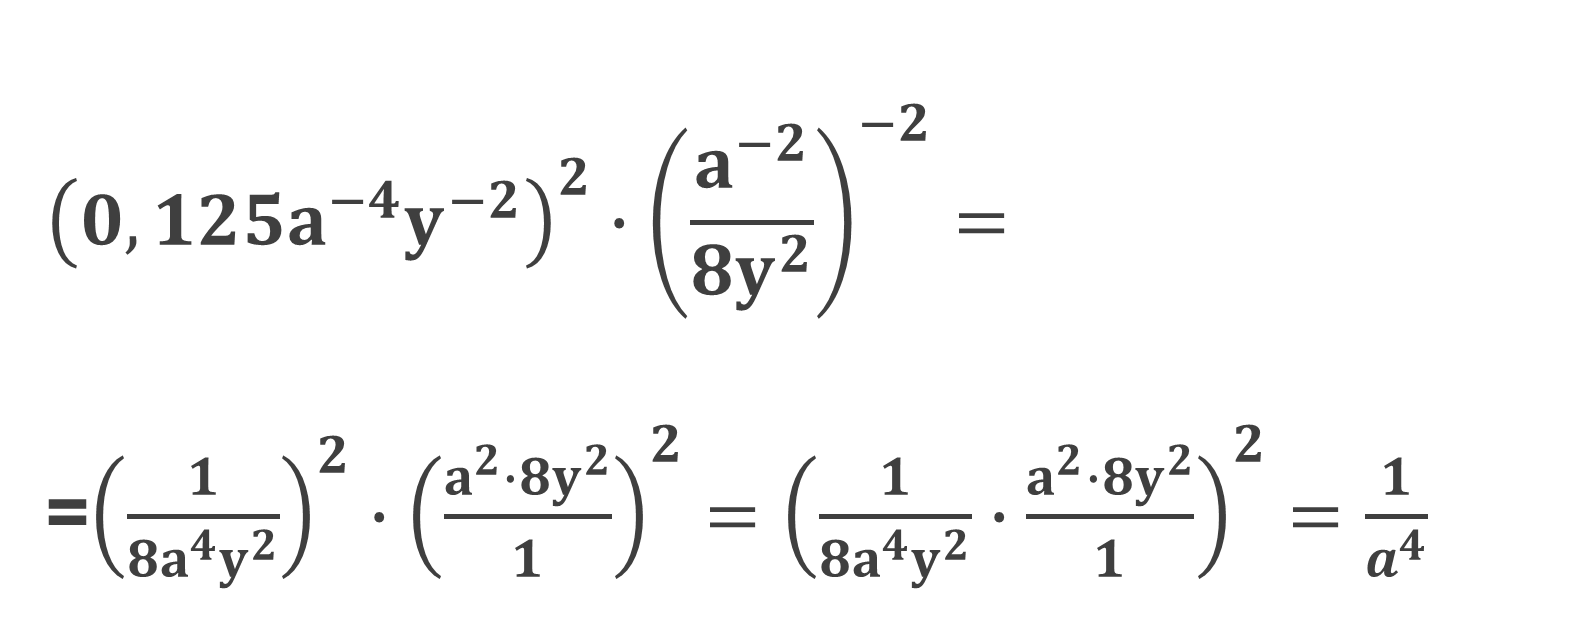 (0,125a⁻⁴y⁻²)² · (a⁻²/8y²)⁻² =
=(1/8a⁴y²)² · (a²·8y²/1)² = (1/8a⁴y² · a²·8y²/1)² = 1/a⁴